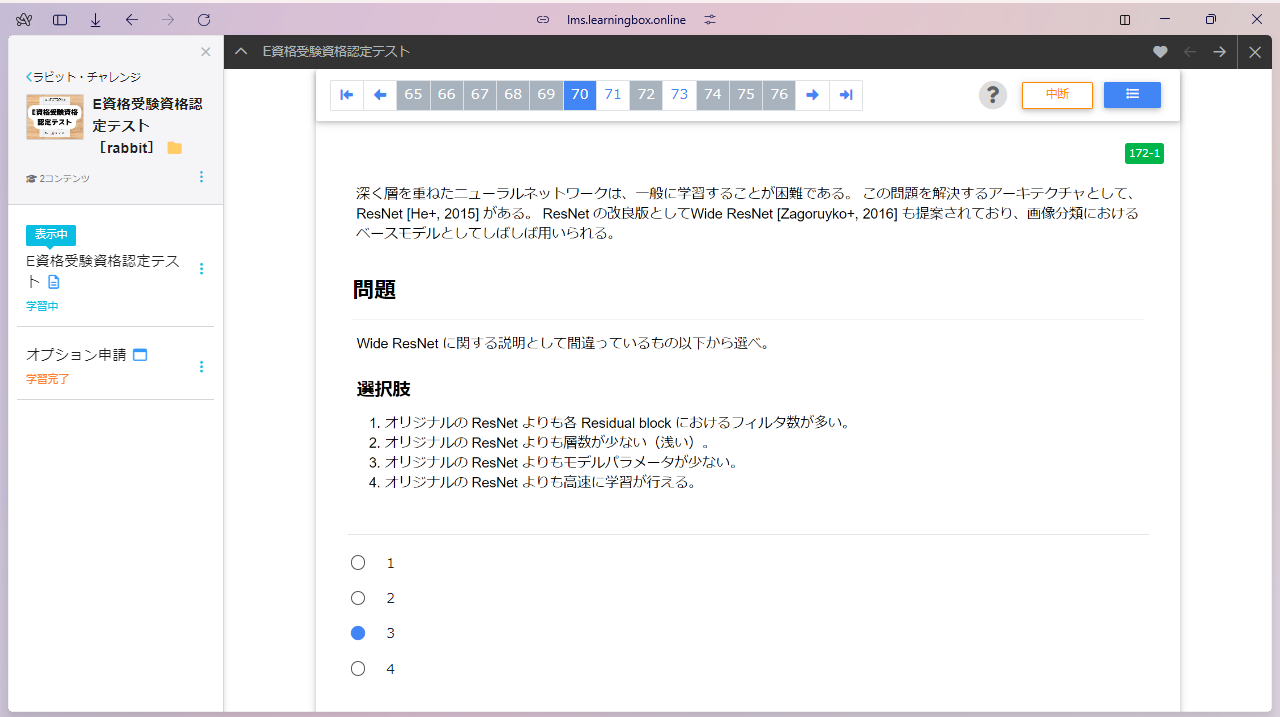 lms.learningbox.online
ラビット・チャレンジ
E資格受験資格
認定テスト
E資格受験資格認
定テスト
［rabbit］
2コンテンツ
表示中
E資格受験資格認定テス
ト
学習中
オプション申請
学習完了
E資格受験資格認定テスト
65 66 67 68 69 70 71 72 73 74 75 76
?
中断
172-1
深く層を重ねたニューラルネットワークは、一般に学習することが困難である。 この問題を解決するアーキテクチャとして、
ResNet [He+, 2015] がある。 ResNet の改良版としてWide ResNet [Zagoruyko+, 2016] も提案されており、画像分類における
ベースモデルとしてしばしば用いられる。
問題
Wide ResNet に関する説明として間違っているもの以下から選べ。
選択肢
1. オリジナルの ResNet よりも各 Residual block におけるフィルタ数が多い。
2. オリジナルの ResNet よりも層数が少ない（浅い）。
3. オリジナルの ResNet よりもモデルパラメータが少ない。
4. オリジナルの ResNet よりも高速に学習が行える。
1
2
3
4